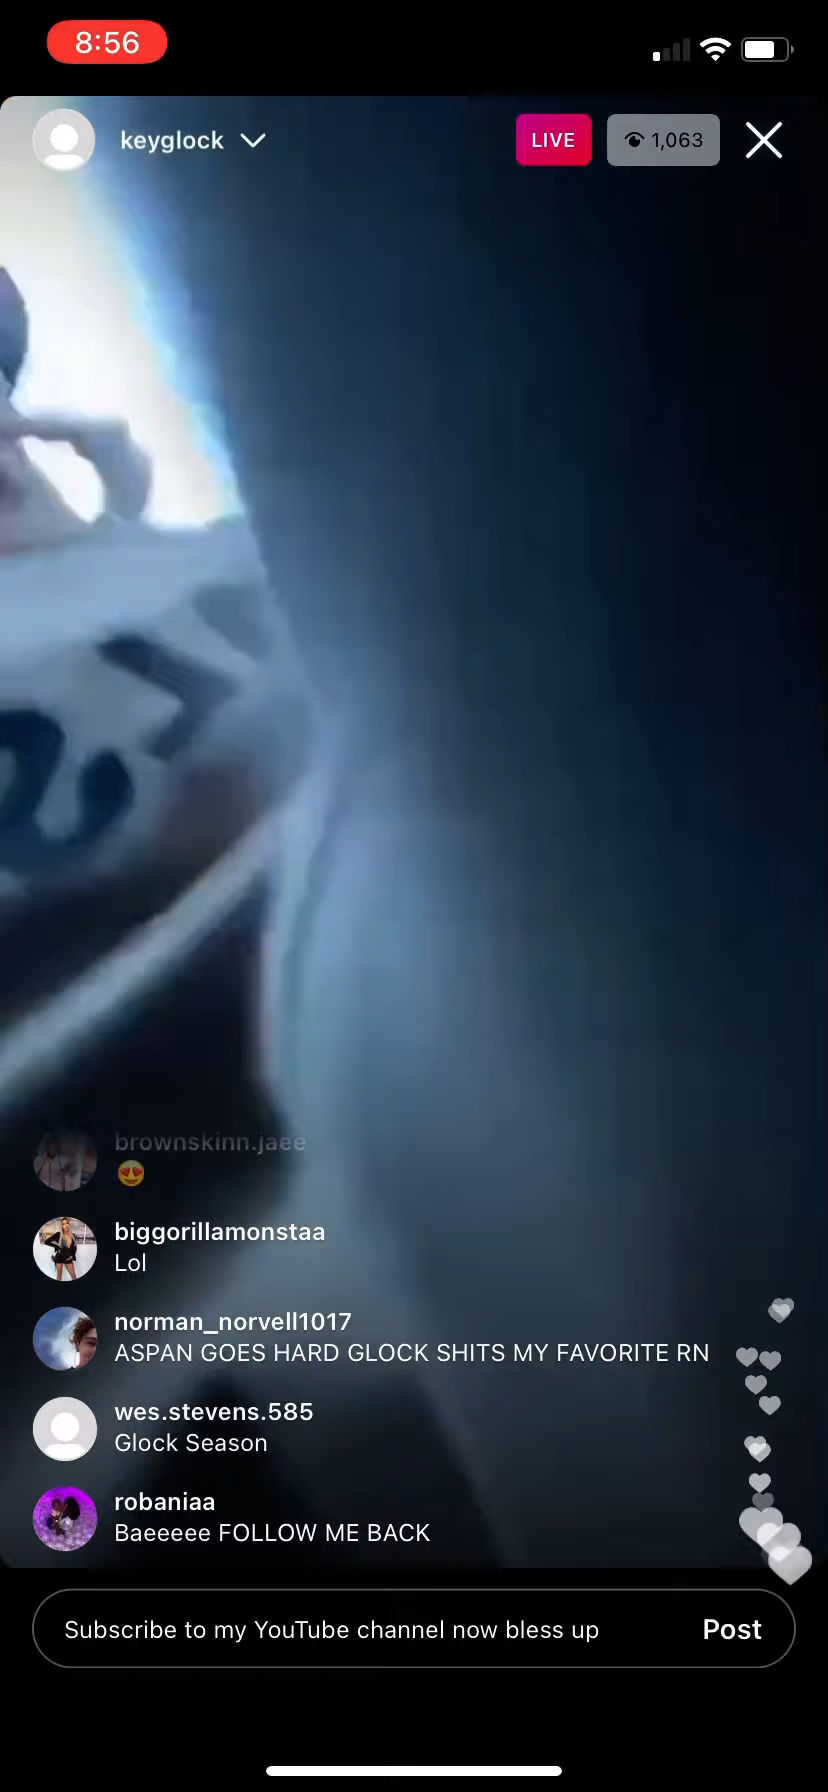 8:56
keyglock
LIVE
1,063
brownskinn.jaee
😍
biggorillamonstaa
Lol
norman_norvell1017
ASPAN GOES HARD GLOCK SHITS MY FAVORITE RN
wes.stevens.585
Glock Season
robaniaa
Baeeeee FOLLOW ME BACK
Subscribe to my YouTube channel now bless up
Post